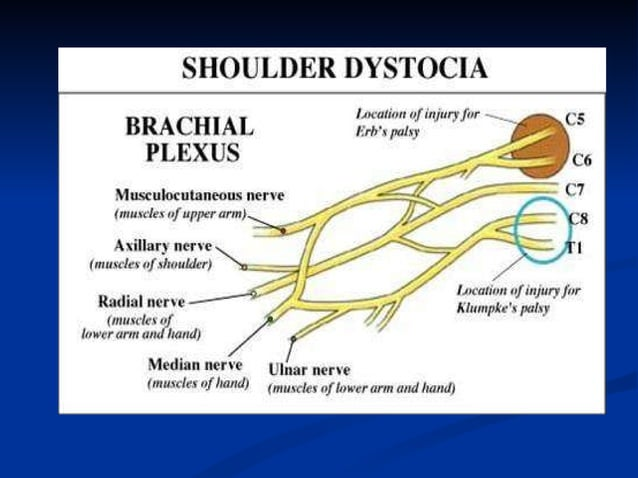 SHOULDER DYSTOCIA
BRACHIAL
PLEXUS
Location of injury for
Erb's palsy
C5
C6
C7
C8
T1
Musculocutaneous nerve
(muscles of upper arm)
Axillary nerve
(muscles of shoulder)
Radial nerve
(muscles of
lower arm and hand)
Median nerve
(muscles of hand)
Ulnar nerve
(muscles of lower arm and hand)
Location of injury for
Klumpke's palsy